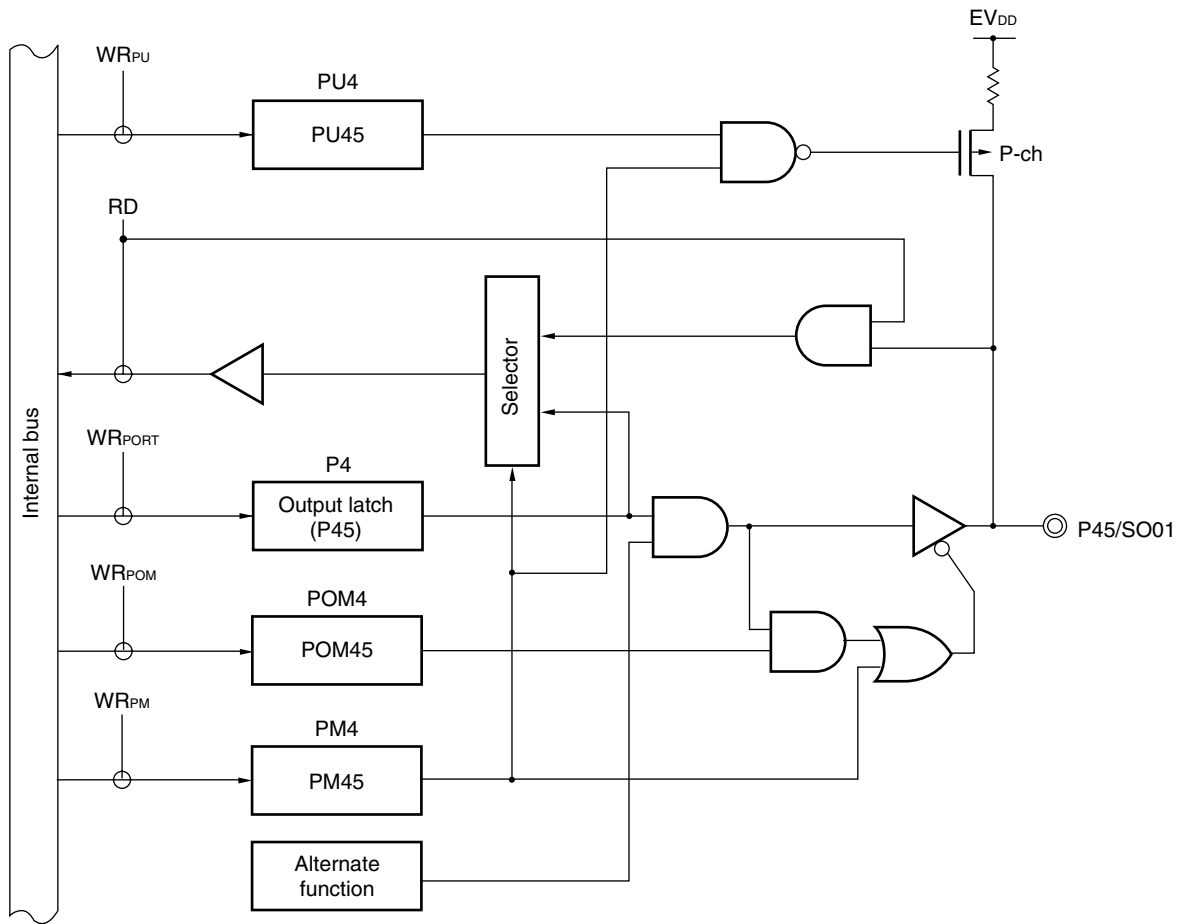 EVDD
WRPU
PU4
PU45
P-ch
RD
Selector
Internal bus
WRPORT
P4
Output latch
(P45)
P45/SO01
WRPOM
POM4
POM45
WRPM
PM4
PM45
Alternate
function